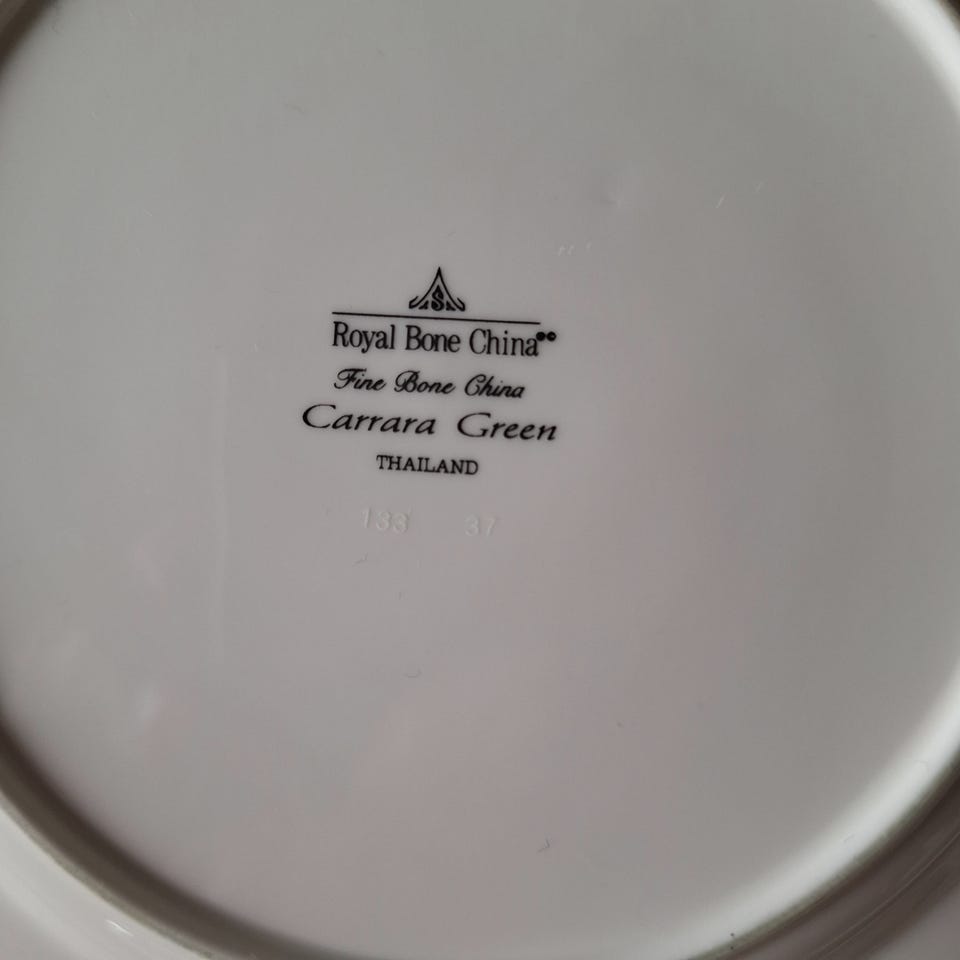 S
Royal Bone China
Fine Bone China
Carrara Green
THAILAND
133 37